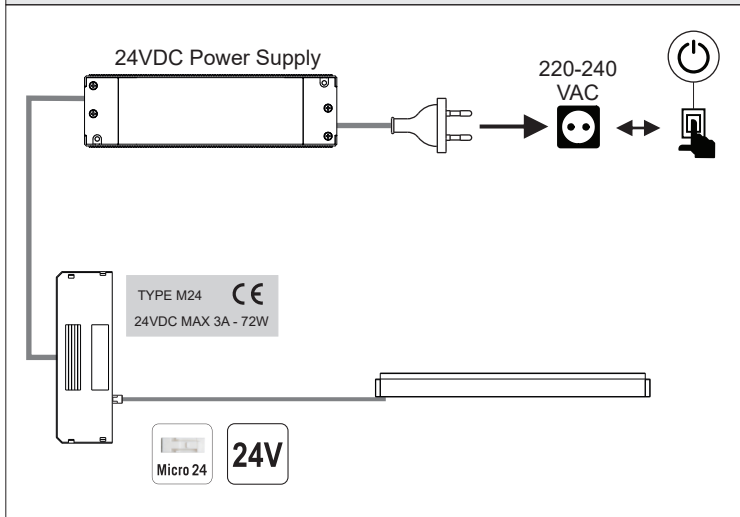 24VDC Power Supply
220-240
VAC
TYPE M24 CE
24VDC MAX 3A - 72W
Micro 24
24V